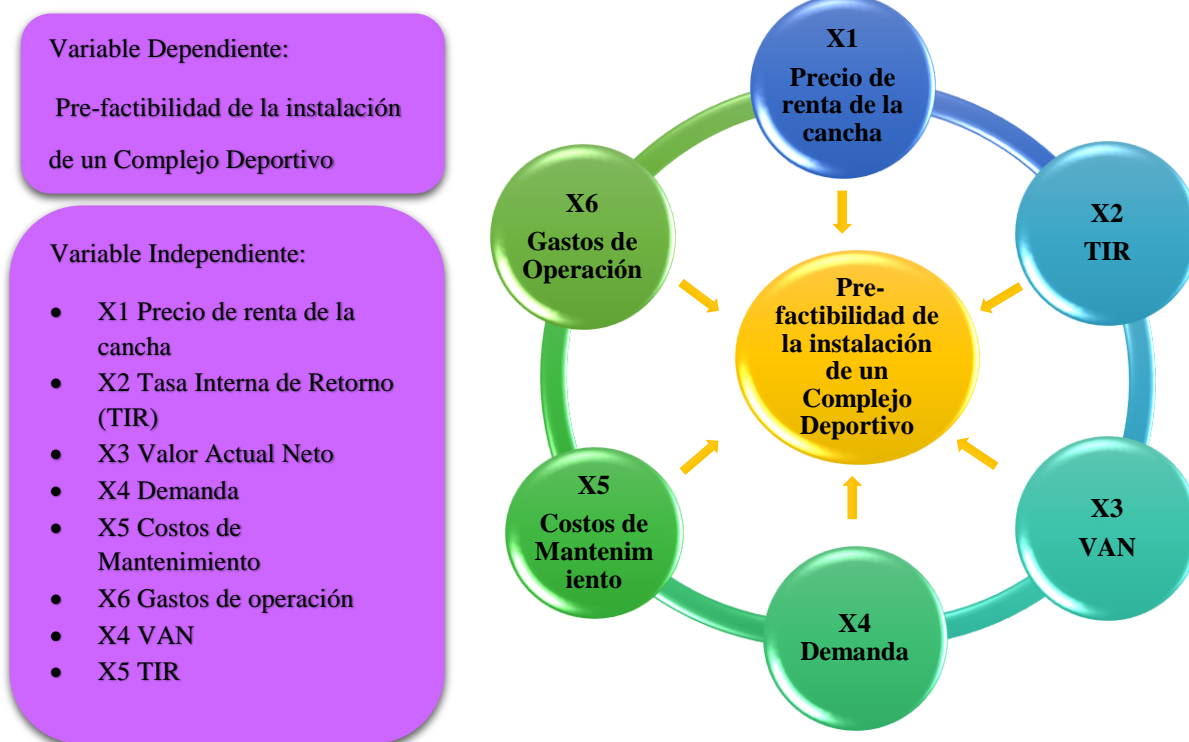 Variable Dependiente:
Pre-factibilidad de la instalación
de un Complejo Deportivo
Variable Independiente:
• X1 Precio de renta de la
cancha
• X2 Tasa Interna de Retorno
(TIR)
• X3 Valor Actual Neto
• X4 Demanda
• X5 Costos de
Mantenimiento
• X6 Gastos de operación
• X4 VAN
• X5 TIR
X1
Precio de
renta de la
cancha
X2
TIR
X3
VAN
X4
Demanda
X5
Costos de
Mantenim
iento
X6
Gastos de
Operación
Pre-
factibilidad de
la instalación
de un
Complejo
Deportivo